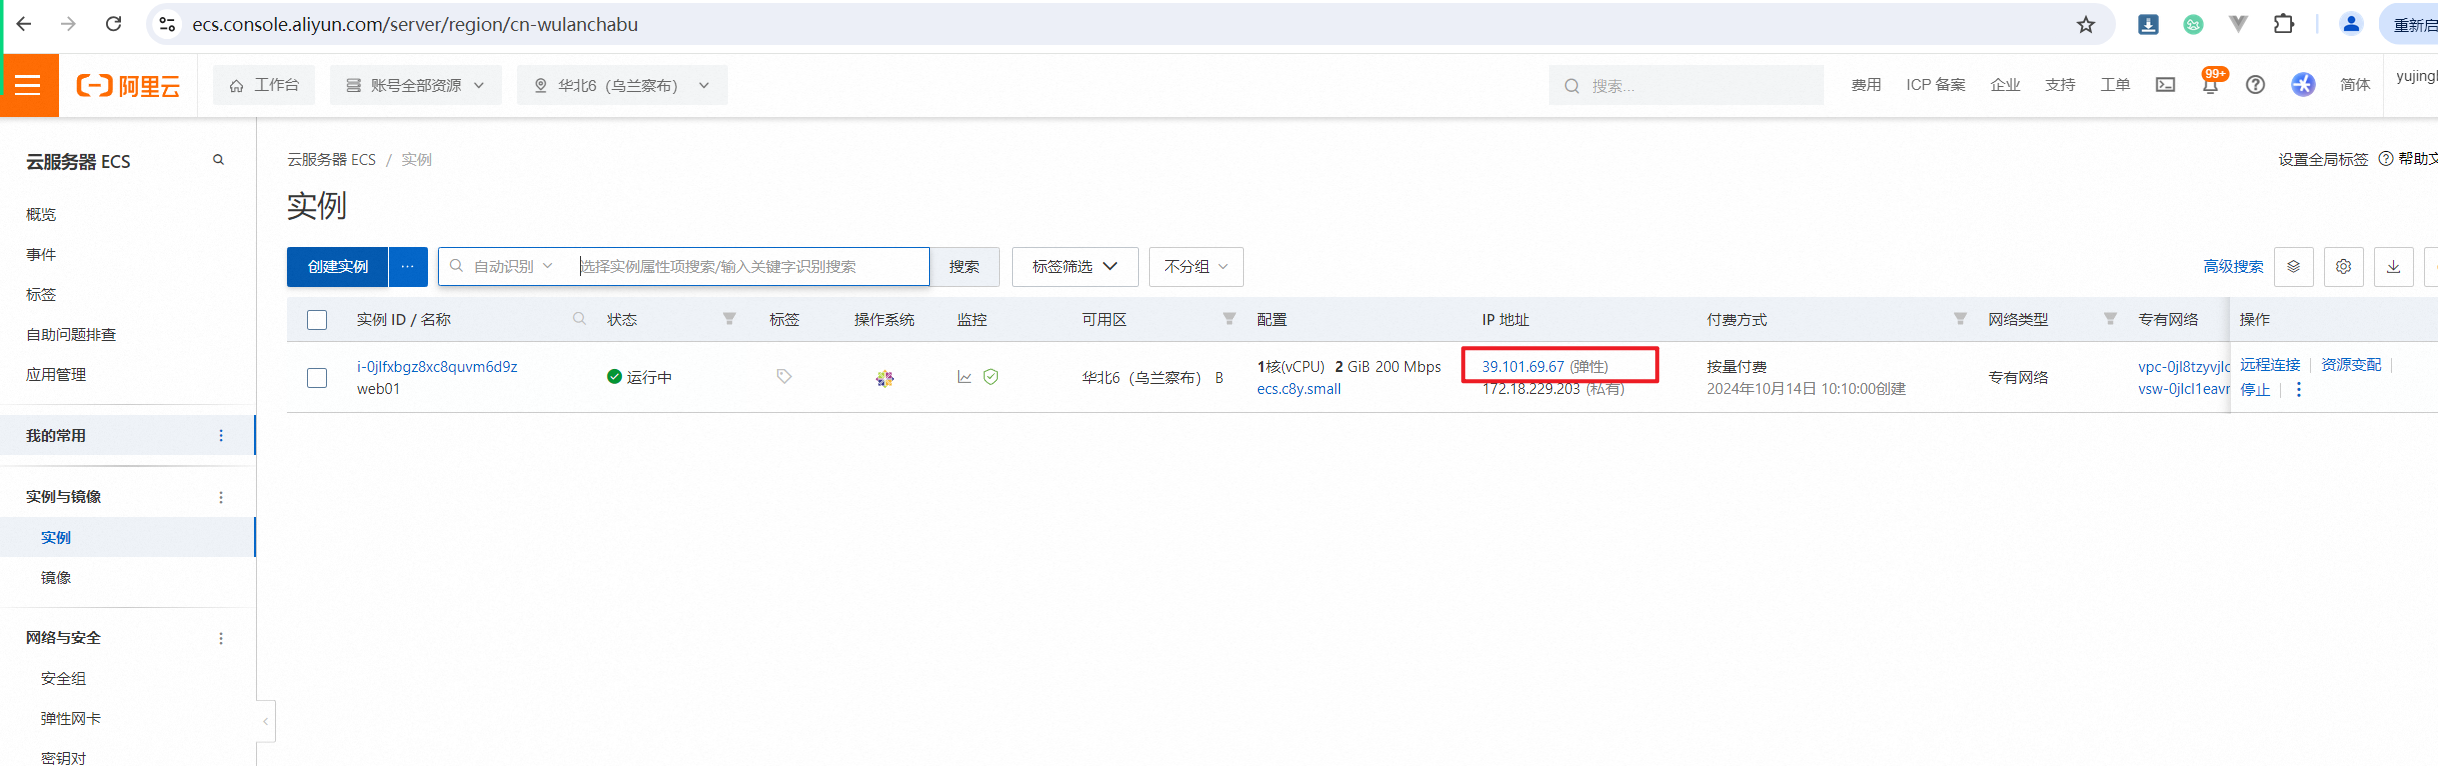 ecs.console.aliyun.com/server/region/cn-wulanchabu
重新启
阿里云 工作台 账号全部资源 华北6（乌兰察布） 搜索... 费用 ICP 备案 企业 支持 工单 99+ 简体 yujing
云服务器 ECS
概览
事件
标签
自助问题排查
应用管理
我的常用
实例与镜像
实例
镜像
网络与安全
安全组
弹性网卡
密钥对
云服务器 ECS / 实例
设置全局标签 帮助文
实例
创建实例 ... 自动识别 选择实例属性项搜索/输入关键字识别搜索 搜索 标签筛选 不分组 高级搜索
实例 ID / 名称 状态 标签 操作系统 监控 可用区 配置 IP 地址 付费方式 网络类型 专有网络 操作
i-0jlfxbgz8xc8quvm6d9z
web01
运行中
华北6（乌兰察布） B
1核(vCPU) 2 GiB 200 Mbps
ecs.c8y.small
39.101.69.67 (弹性)
172.18.229.203 (私有)
按量付费
2024年10月14日 10:10:00创建
专有网络
vpc-0jl8tzyvjlc
vsw-0jlcl1eavr
远程连接 资源变配
停止